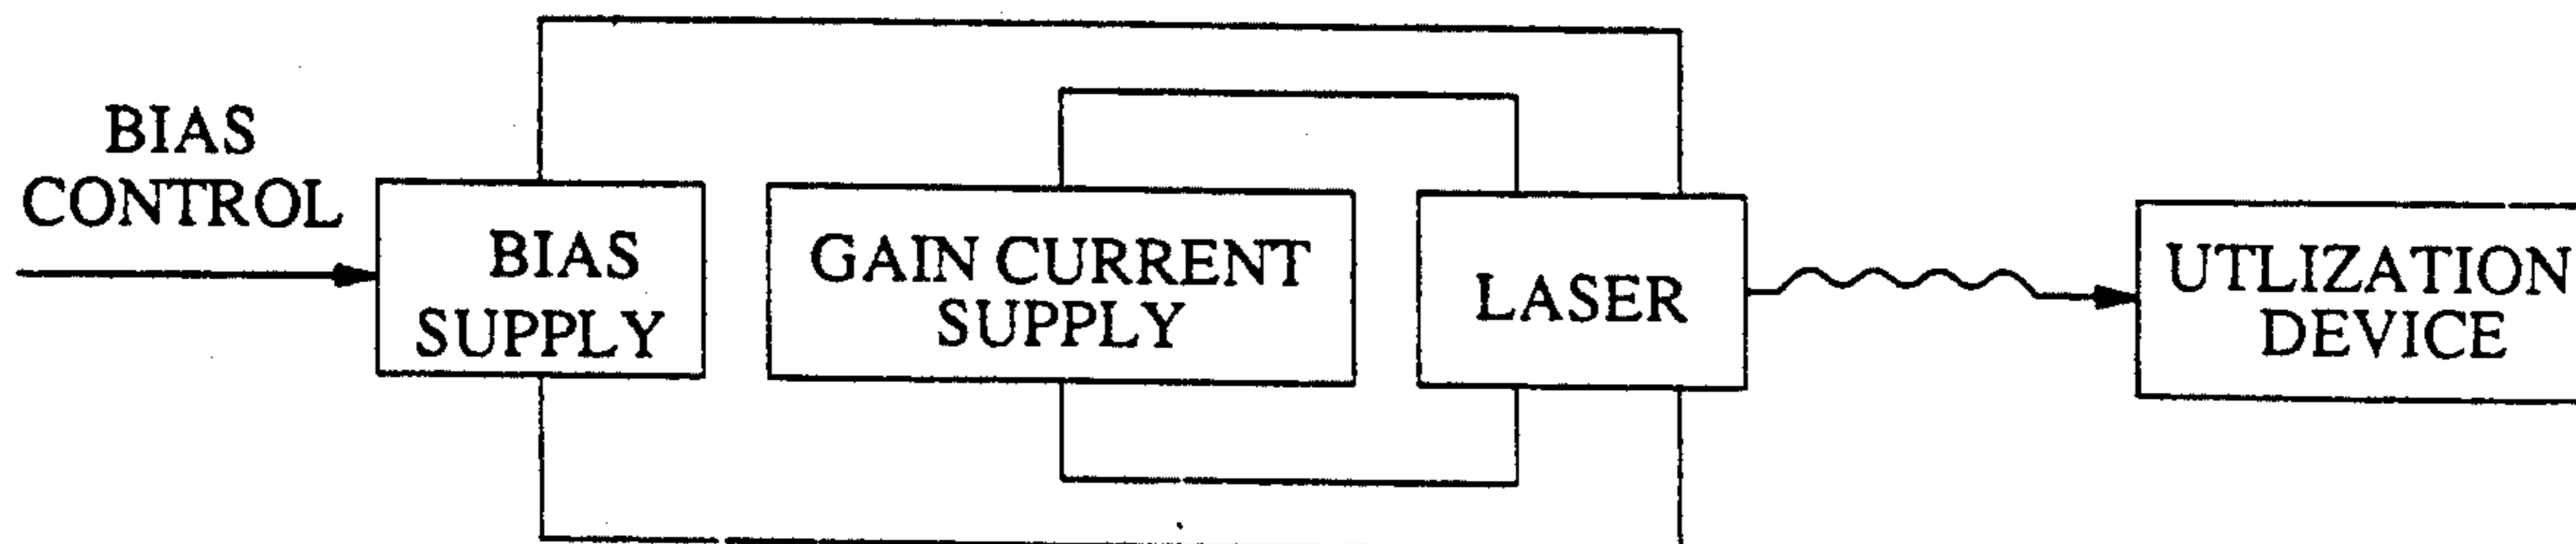 BIAS
CONTROL
BIAS
SUPPLY
GAIN CURRENT
SUPPLY
LASER
UTLIZATION
DEVICE